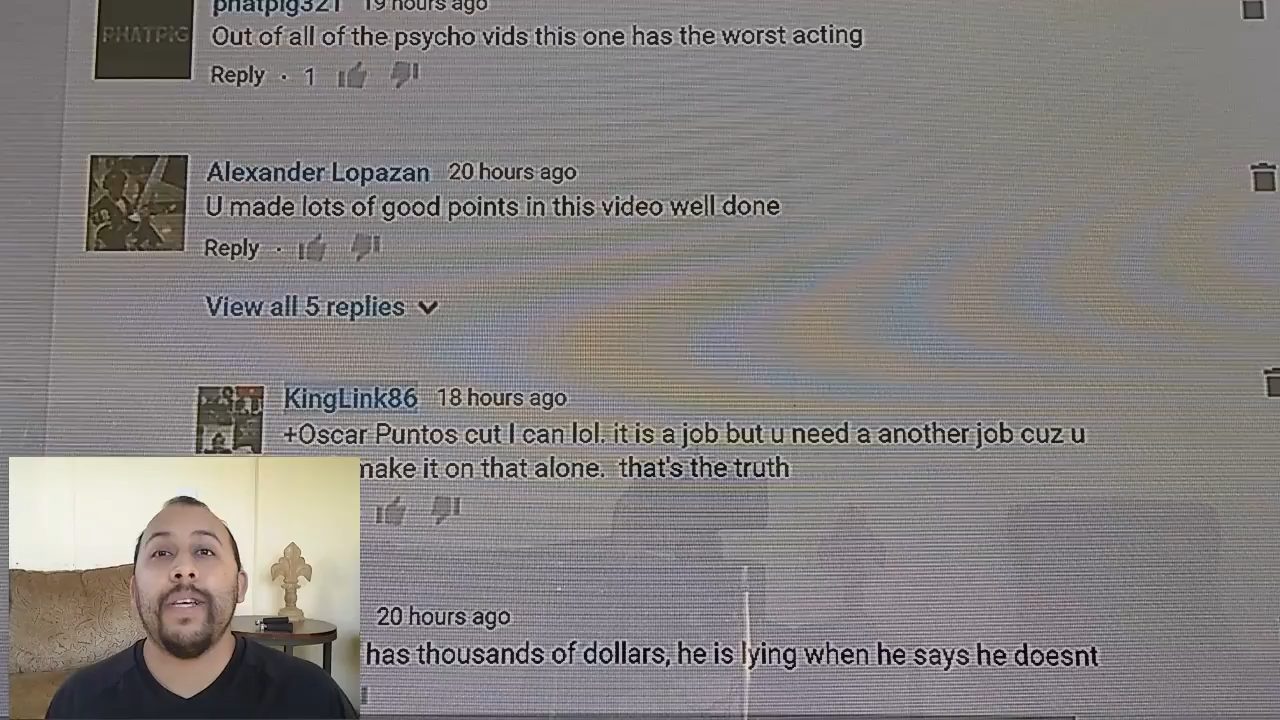 phatpig321 19 hours ago
PHATPIG
Out of all of the psycho vids this one has the worst acting
Reply · 1
Alexander Lopazan 20 hours ago
U made lots of good points in this video well done
Reply ·
View all 5 replies
KingLink86 18 hours ago
+Oscar Puntos cut I can lol. it is a job but u need a another job cuz u
make it on that alone. that's the truth
20 hours ago
has thousands of dollars, he is lying when he says he doesnt